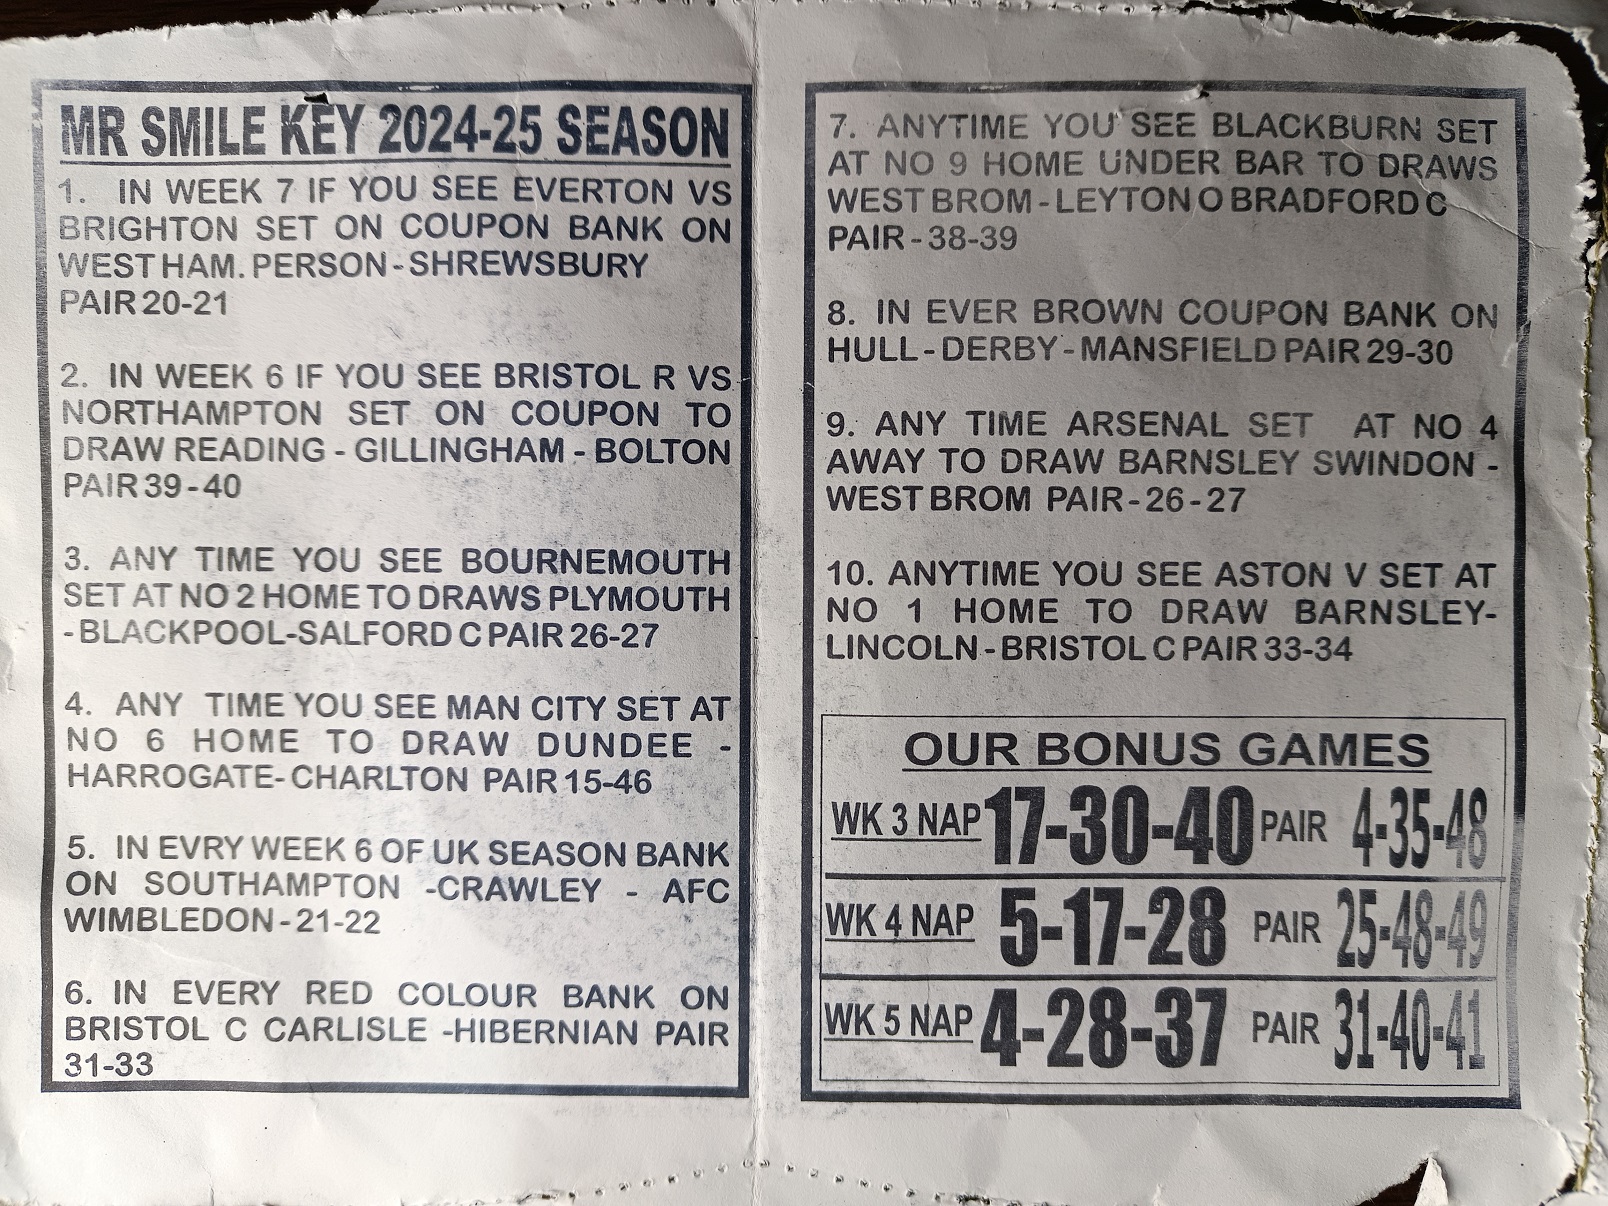 MR SMILE KEY 2024-25 SEASON
1. IN WEEK 7 IF YOU SEE EVERTON VS
BRIGHTON SET ON COUPON BANK ON
WEST HAM. PERSON - SHREWSBURY
PAIR 20-21
2. IN WEEK 6 IF YOU SEE BRISTOL R VS
NORTHAMPTON SET ON COUPON TO
DRAW READING - GILLINGHAM - BOLTON
PAIR 39-40
3. ANY TIME YOU SEE BOURNEMOUTH
SET AT NO 2 HOME TO DRAWS PLYMOUTH
- BLACKPOOL-SALFORD C PAIR 26-27
4. ANY TIME YOU SEE MAN CITY SET AT
NO 6 HOME TO DRAW DUNDEE -
HARROGATE- CHARLTON PAIR 15-46
5. IN EVRY WEEK 6 OF UK SEASON BANK
ON SOUTHAMPTON -CRAWLEY - AFC
WIMBLEDON - 21-22
6. IN EVERY RED COLOUR BANK ON
BRISTOL C CARLISLE -HIBERNIAN PAIR
31-33
7. ANYTIME YOU SEE BLACKBURN SET
AT NO 9 HOME UNDER BAR TO DRAWS
WEST BROM - LEYTON O BRADFORD C
PAIR - 38-39
8. IN EVER BROWN COUPON BANK ON
HULL - DERBY - MANSFIELD PAIR 29-30
9. ANY TIME ARSENAL SET AT NO 4
AWAY TO DRAW BARNSLEY SWINDON -
WEST BROM PAIR - 26-27
10. ANYTIME YOU SEE ASTON V SET AT
NO 1 HOME TO DRAW BARNSLEY-
LINCOLN - BRISTOL C PAIR 33-34
OUR BONUS GAMES
WK 3 NAP 17-30-40 PAIR 4-35-48
WK 4 NAP 5-17-28 PAIR 25-48-49
WK 5 NAP 4-28-37 PAIR 31-40-41